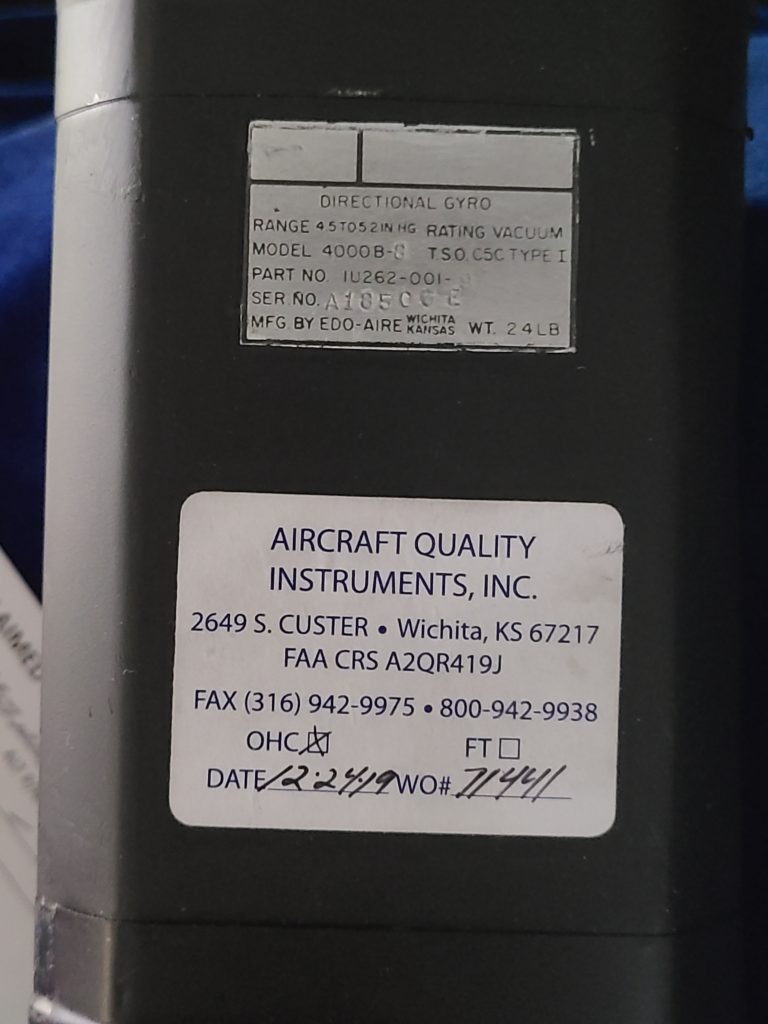 DIRECTIONAL GYRO
RANGE 4.5 TO 5.2 IN HG RATING VACUUM
MODEL 4000B- T.S.O. C5C TYPE I
PART NO. 1U262-001-
SER. NO.
MFG. BY EDO-AIRE WICHITA KANSAS WT. 2.4 LB
AIRCRAFT QUALITY
INSTRUMENTS, INC.
2649 S. CUSTER • Wichita, KS 67217
FAA CRS A2QR419J
FAX (316) 942-9975 • 800-942-9938
OHC ☒ FT ☐
DATE 12-24-19 WO# 71441
AIMED